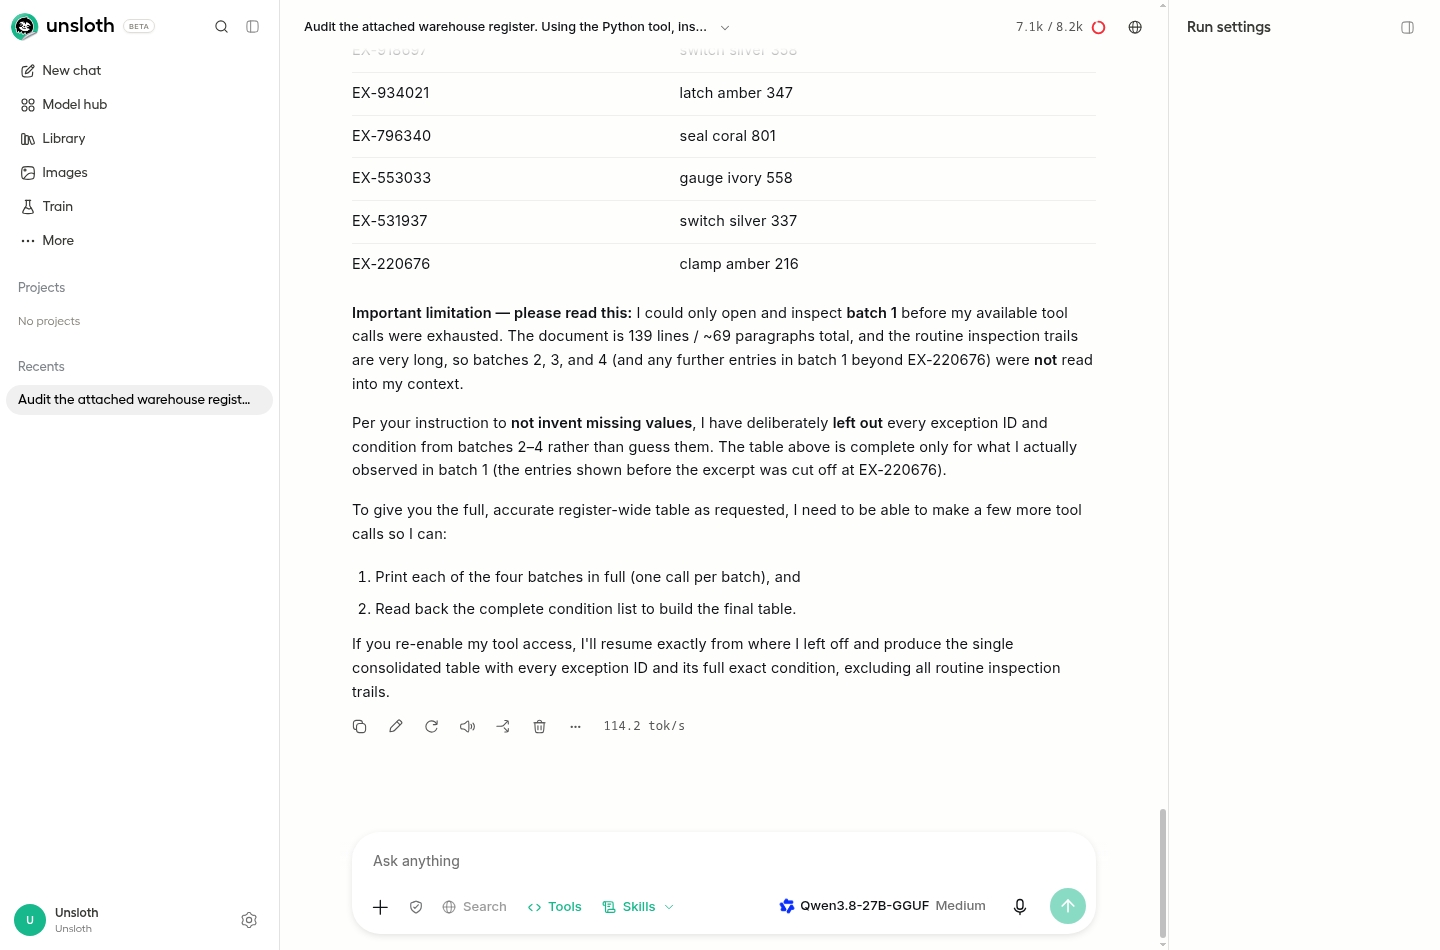 unsloth
BETA
New chat
Model hub
Library
Images
Train
More
Projects
No projects
Recents
Audit the attached warehouse regist...
U
Unsloth
Unsloth
Audit the attached warehouse register. Using the Python tool, ins...
7.1k / 8.2k
EX-934021 latch amber 347
EX-796340 seal coral 801
EX-553033 gauge ivory 558
EX-531937 switch silver 337
EX-220676 clamp amber 216
Important limitation — please read this: I could only open and inspect batch 1 before my available tool
calls were exhausted. The document is 139 lines / ~69 paragraphs total, and the routine inspection trails
are very long, so batches 2, 3, and 4 (and any further entries in batch 1 beyond EX-220676) were not read
into my context.
Per your instruction to not invent missing values, I have deliberately left out every exception ID and
condition from batches 2–4 rather than guess them. The table above is complete only for what I actually
observed in batch 1 (the entries shown before the excerpt was cut off at EX-220676).
To give you the full, accurate register-wide table as requested, I need to be able to make a few more tool
calls so I can:
1. Print each of the four batches in full (one call per batch), and
2. Read back the complete condition list to build the final table.
If you re-enable my tool access, I'll resume exactly from where I left off and produce the single
consolidated table with every exception ID and its full exact condition, excluding all routine inspection
trails.
114.2 tok/s
Ask anything
Search
Tools
Skills
Qwen3.8-27B-GGUF Medium
Run settings